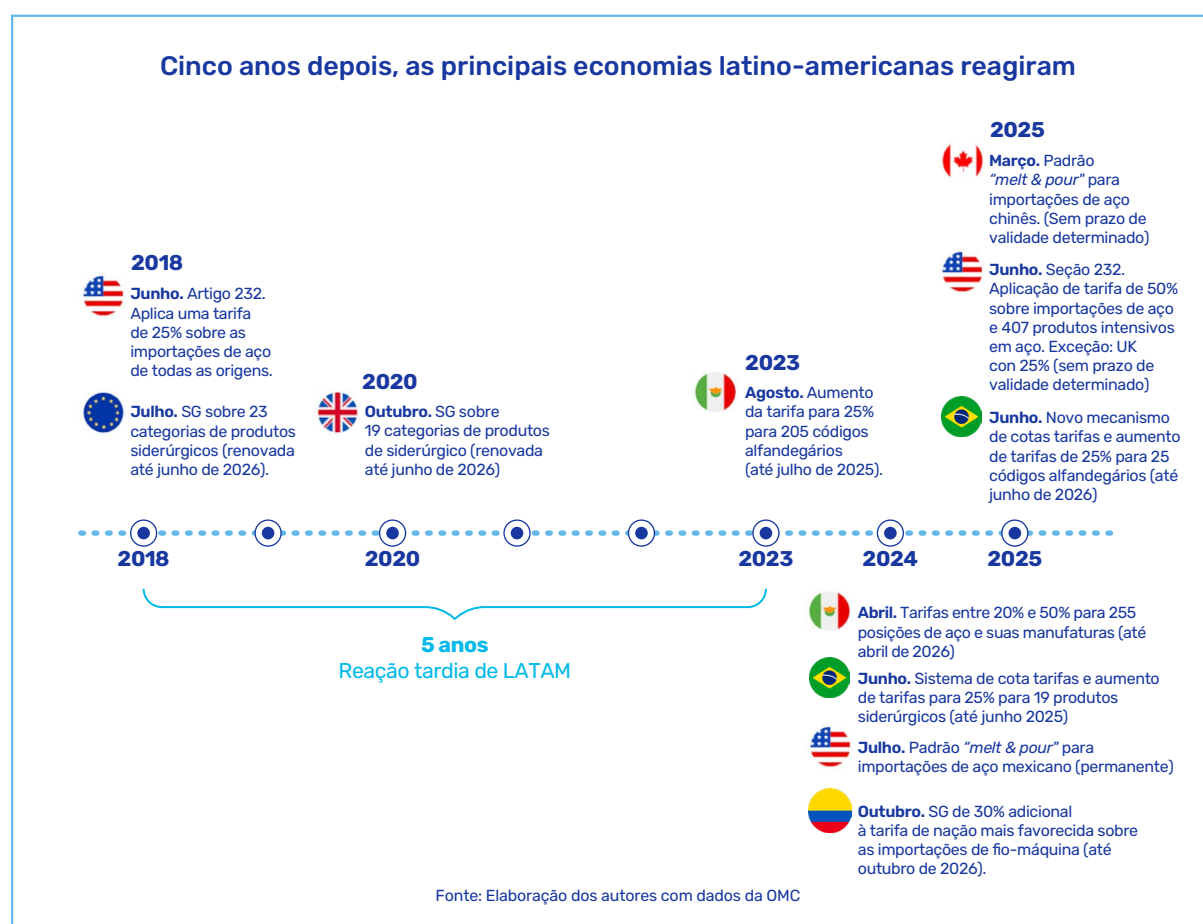 Cinco anos depois, as principais economias latino-americanas reagiram
2018
Junho. Artigo 232.
Aplica uma tarifa
de 25% sobre as
importações de aço
de todas as origens.
Julho. SG sobre 23
categorias de produtos
siderúrgicos (renovada
até junho de 2026).
2020
Outubro. SG sobre
19 categorias de produtos
de siderúrgico (renovada
até junho de 2026)
2023
Agosto. Aumento
da tarifa para 25%
para 205 códigos
alfandegários
(até julho de 2025).
2025
Março. Padrão
“melt & pour" para
importações de aço
chinês. (Sem prazo de
validade determinado)
Junho. Seção 232.
Aplicação de tarifa de 50%
sobre importações de aço
e 407 produtos intensivos
em aço. Exceção: UK
con 25% (sem prazo de
validade determinado)
Junho. Novo mecanismo
de cotas tarifas e aumento
de tarifas de 25% para 25
códigos alfandegários (até
junho de 2026)
2018
2020
2023
2024
2025
5 anos
Reação tardia de LATAM
Abril. Tarifas entre 20% e 50% para 255
posições de aço e suas manufaturas (até
abril de 2026)
Junho. Sistema de cota tarifas e aumento
de tarifas para 25% para 19 produtos
siderúrgicos (até junho 2025)
Julho. Padrão “melt & pour" para
importações de aço mexicano (permanente)
Outubro. SG de 30% adicional
à tarifa de nação mais favorecida sobre
as importações de fio-máquina (até
outubro de 2026).
Fonte: Elaboração dos autores com dados da OMC